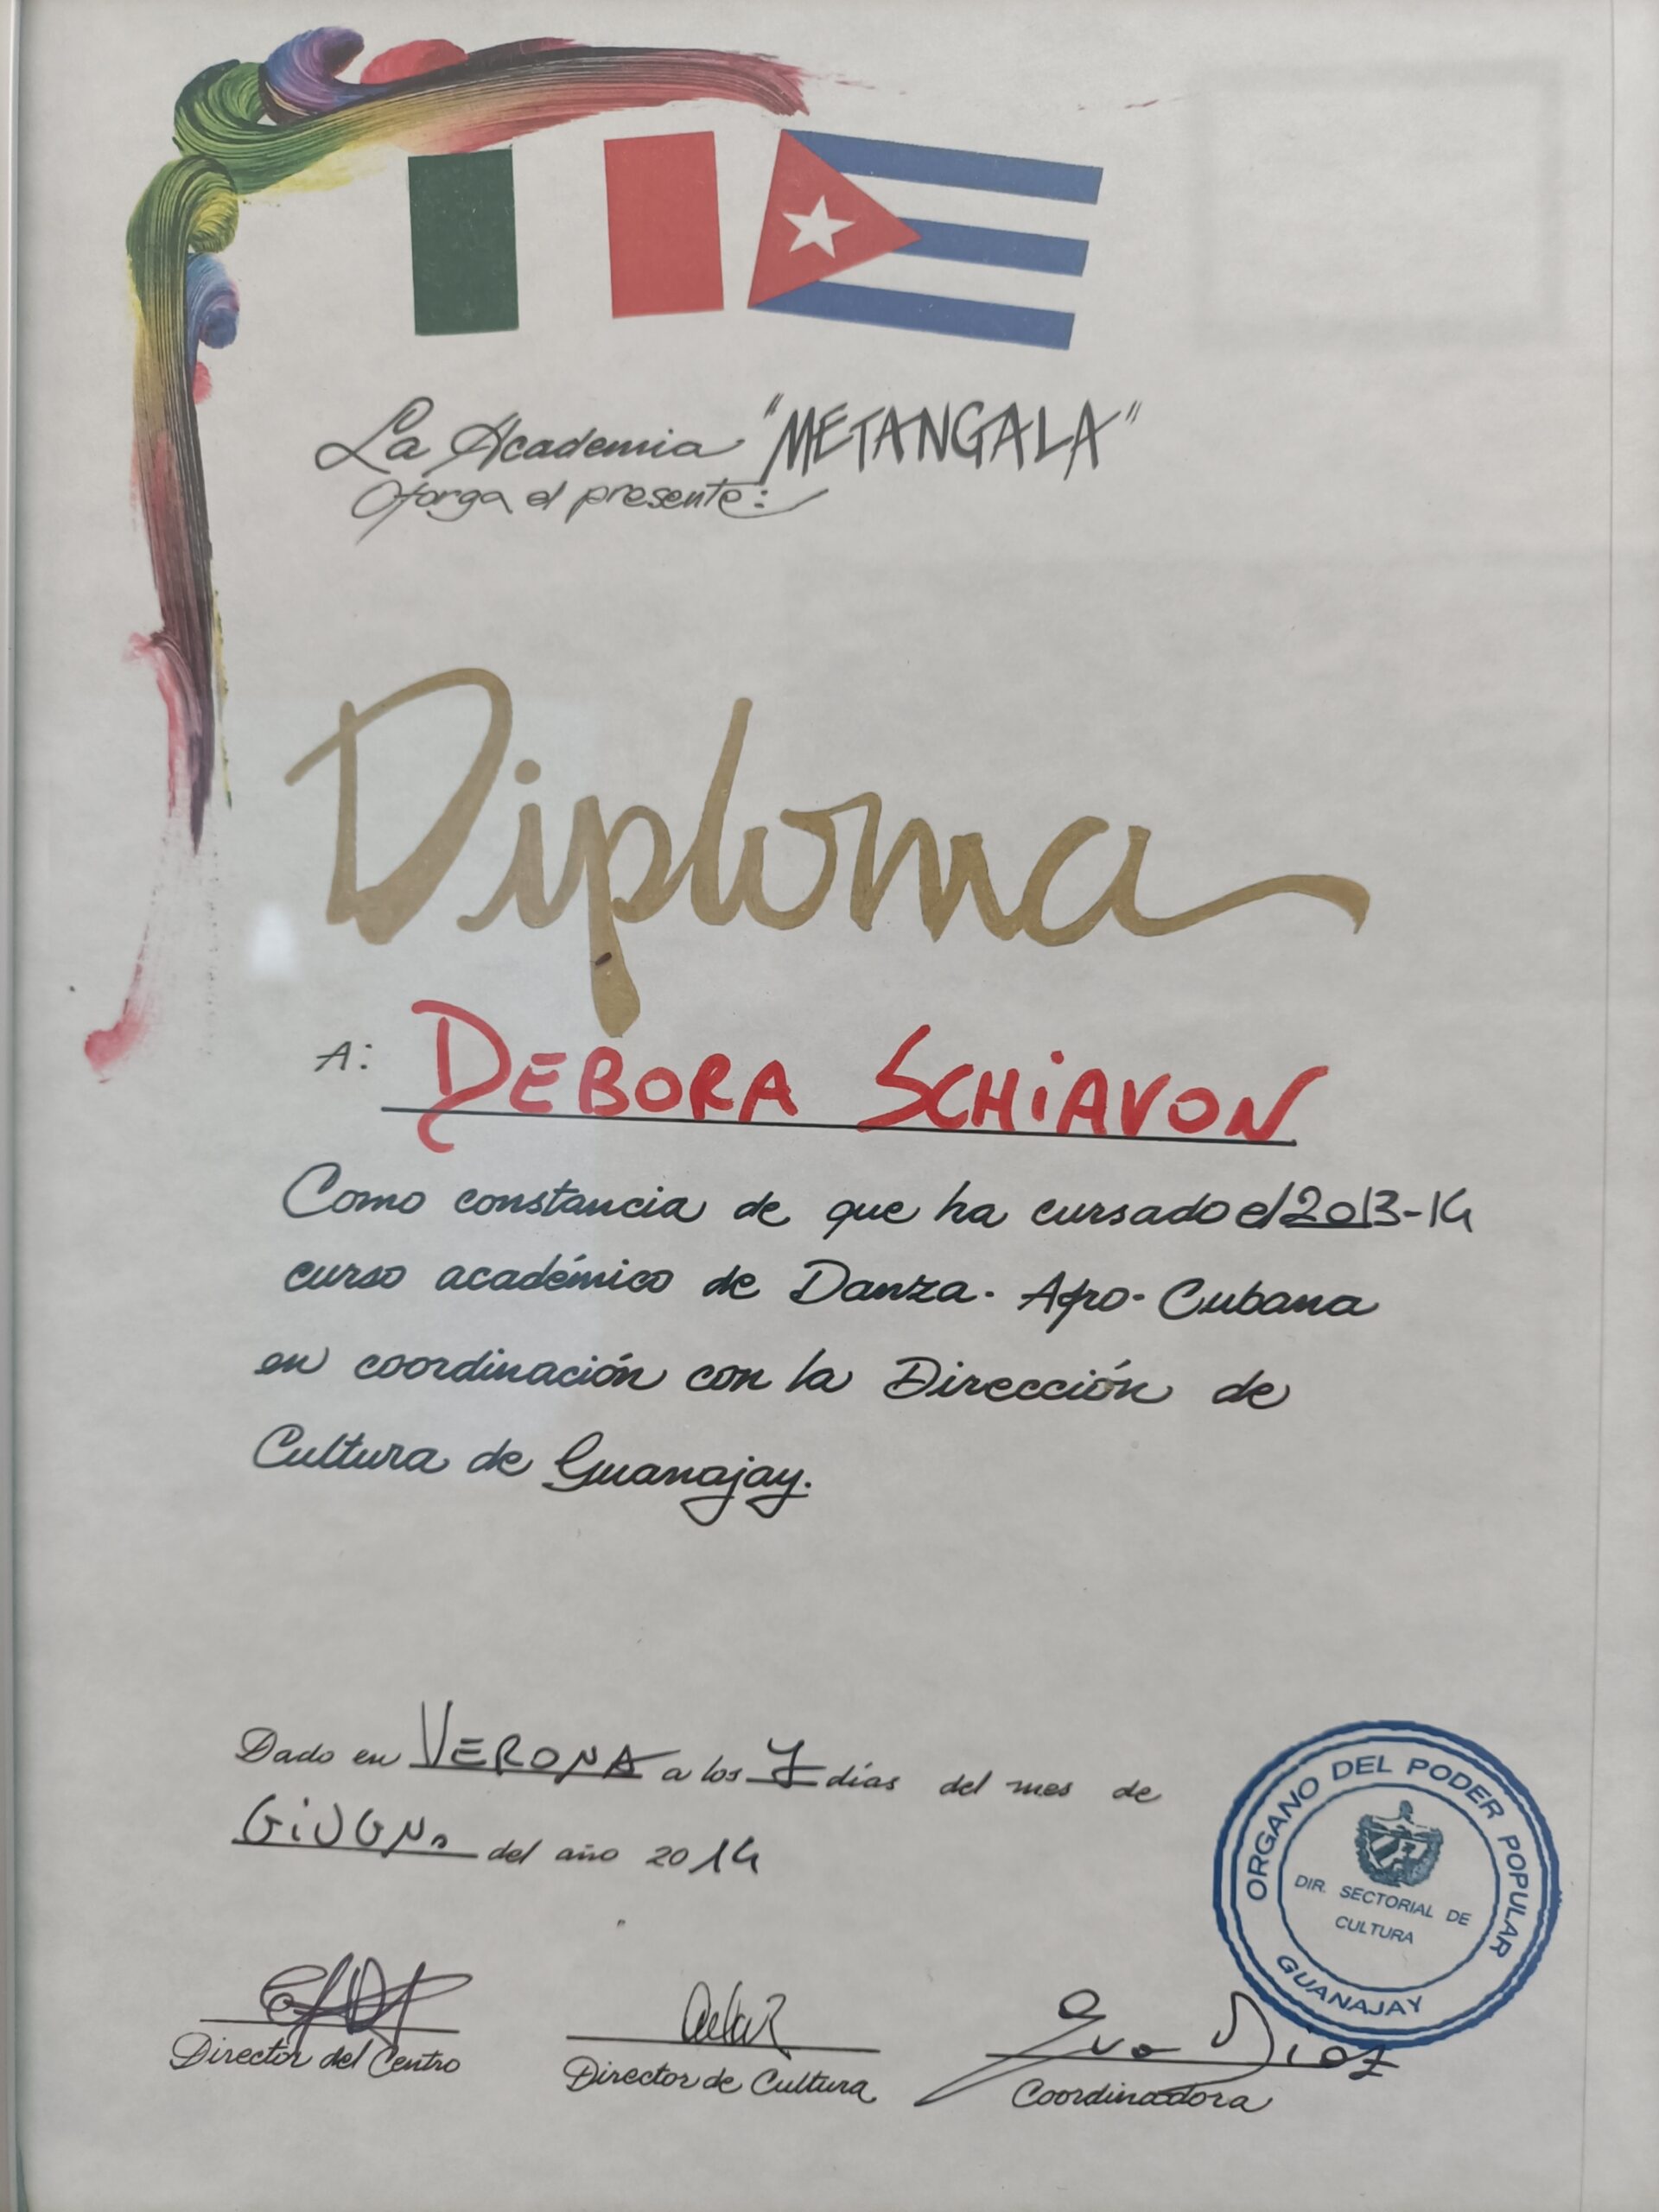 La Academia "METANGALA"
Otorga el presente:
Diploma
A: DEBORA SCHIAVON
Como constancia de que ha cursado el 2013-14
curso académico de Danza. Afro-Cubana
en coordinación con la Dirección de
Cultura de Guanajay.
Dado en VERONA a los 7 días del mes de
GIUGNO del año 2014
ORGANO DEL PODER POPULAR
DIR. SECTORIAL DE
CULTURA
GUANAJAY
Eva Diaz
Director del Centro
Director de Cultura
Coordinadora